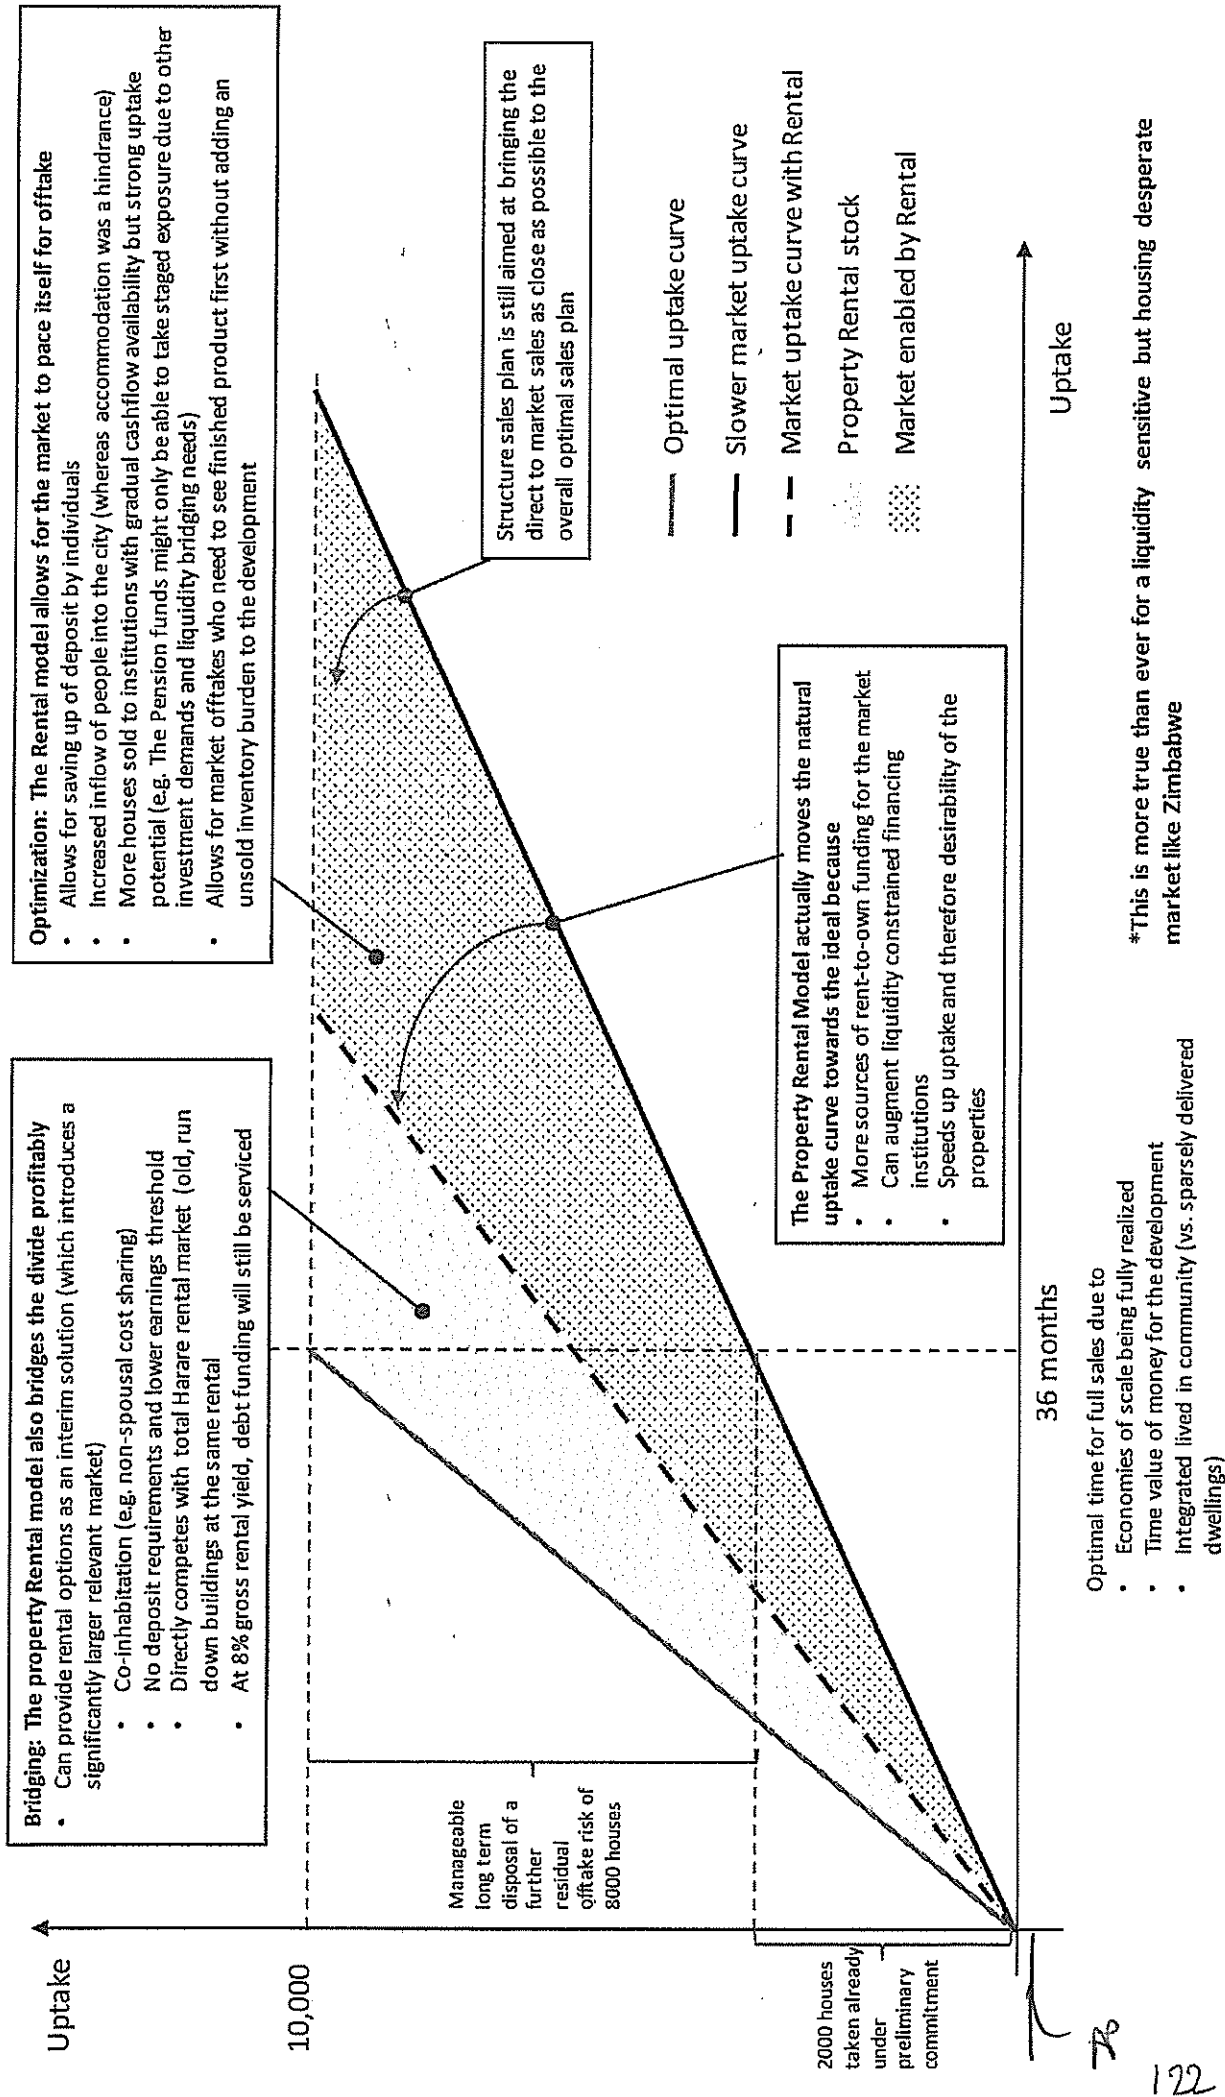 Uptake
10,000
Bridging: The property Rental model also bridges the divide profitably
• Can provide rental options as an interim solution (which introduces a
significantly larger relevant market)
• Co-inhabitation (e.g. non-spousal cost sharing)
• No deposit requirements and lower earnings threshold
• Directly competes with total Harare rental market (old, run
down buildings at the same rental
• At 8% gross rental yield, debt funding will still be serviced
Optimization: The Rental model allows for the market to pace itself for offtake
• Allows for saving up of deposit by individuals
• Increased inflow of people into the city (whereas accommodation was a hindrance)
• More houses sold to institutions with gradual cashflow availability but strong uptake
potential (e.g. The Pension funds might only be able to take staged exposure due to other
investment demands and liquidity bridging needs)
• Allows for market offtakes who need to see finished product first without adding an
unsold inventory burden to the development
Manageable
long term
disposal of a
further
residual
offtake risk of
8000 houses
2000 houses
taken already
under
preliminary
commitment
Structure sales plan is still aimed at bringing the
direct to market sales as close as possible to the
overall optimal sales plan
The Property Rental Model actually moves the natural
uptake curve towards the ideal because
• More sources of rent-to-own funding for the market
• Can augment liquidity constrained financing
institutions
• Speeds up uptake and therefore desirability of the
properties
Optimal uptake curve
Slower market uptake curve
Market uptake curve with Rental
Property Rental stock
Market enabled by Rental
36 months
Uptake
Optimal time for full sales due to
• Economies of scale being fully realized
• Time value of money for the development
• Integrated lived in community (vs. sparsely delivered
dwellings)
*This is more true than ever for a liquidity sensitive but housing desperate
market like Zimbabwe
122